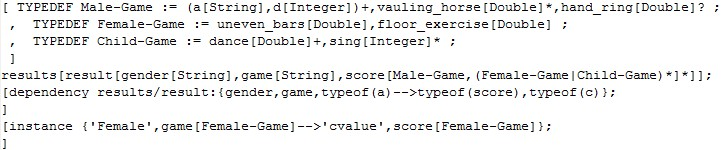 [ TYPEDEF Male-Game := (a[String],d[Integer])+,vauling_horse[Double]*,hand_ring[Double]? ;
, TYPEDEF Female-Game := uneven_bars[Double],floor_exercise[Double] ;
, TYPEDEF Child-Game := dance[Double]+,sing[Integer]* ;
]
results[result[gender[String],game[String],score[Male-Game,(Female-Game|Child-Game)*]*]];
[dependency results/result:{gender,game,typeof(a)-->typeof(score),typeof(c)};
]
[instance {'Female',game[Female-Game]-->'cvalue',score[Female-Game]};
]